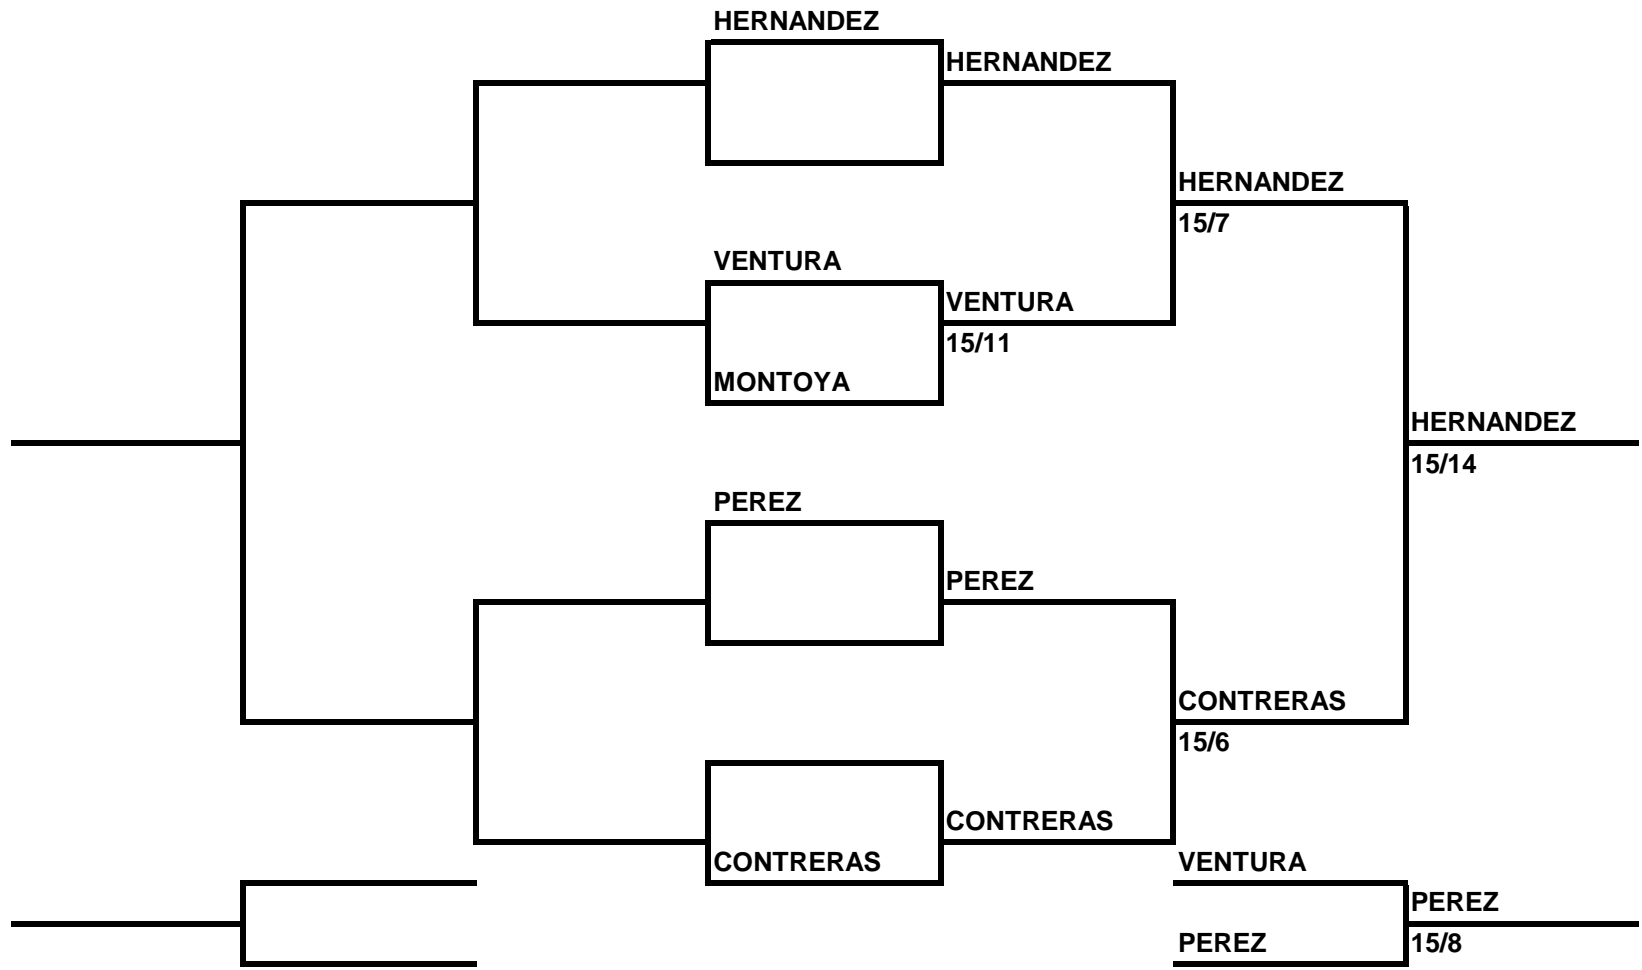 HERNANDEZ
HERNANDEZ
HERNANDEZ
15/7
VENTURA
VENTURA
15/11
MONTOYA
HERNANDEZ
15/14
PEREZ
PEREZ
CONTRERAS
15/6
CONTRERAS
CONTRERAS
VENTURA
PEREZ
PEREZ
15/8